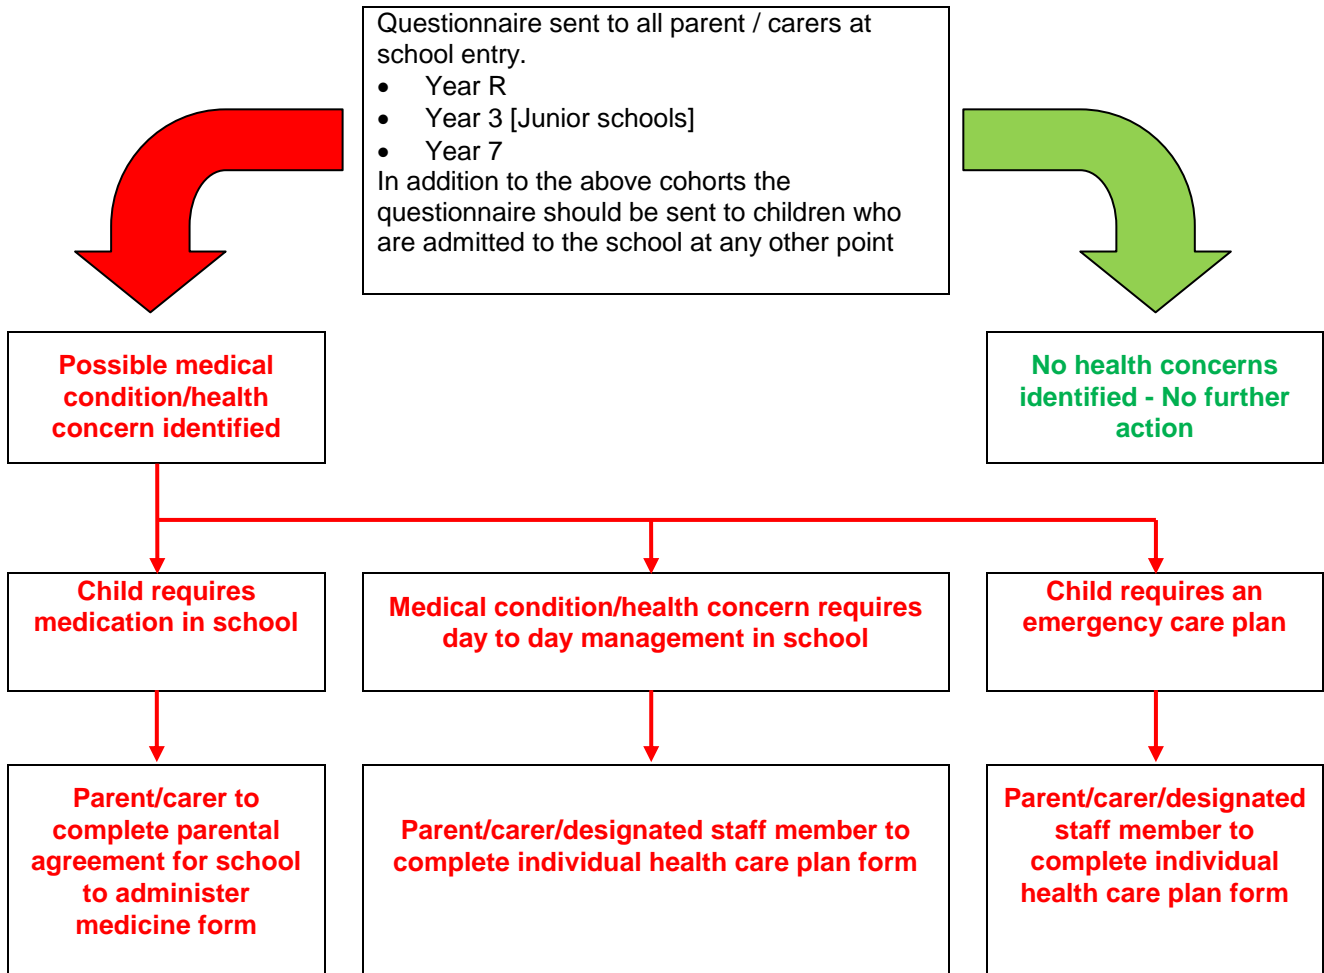 Questionnaire sent to all parent / carers at
school entry.
• Year R
• Year 3 [Junior schools]
• Year 7
In addition to the above cohorts the
questionnaire should be sent to children who
are admitted to the school at any other point
Possible medical
condition/health
concern identified
No health concerns
identified - No further
action
Child requires
medication in school
Medical condition/health concern requires
day to day management in school
Child requires an
emergency care plan
Parent/carer to
complete parental
agreement for school
to administer
medicine form
Parent/carer/designated staff member to
complete individual health care plan form
Parent/carer/designated
staff member to
complete individual
health care plan form